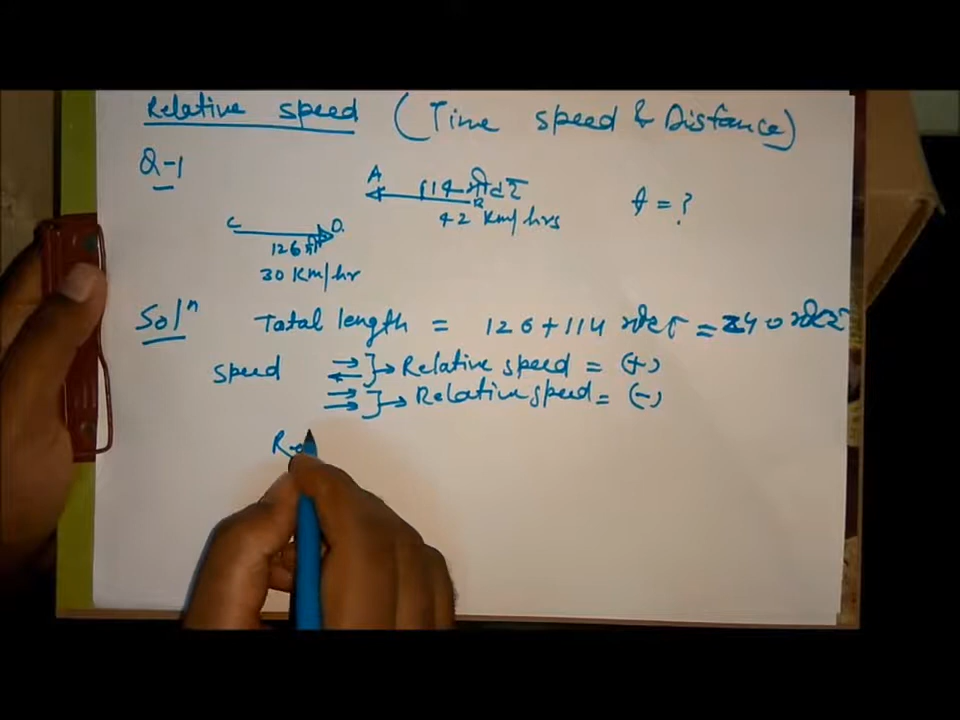 Relative speed (Time speed & Distance)
Q-1
A 114 मीटर B
42 Km/hrs
t = ?
C D
126 मी
30 Km/hr
Solⁿ Total length = 126+114 मीटर = 240 मीटर
speed → ← } → Relative speed = (+)
→ → } → Relative speed = (-)